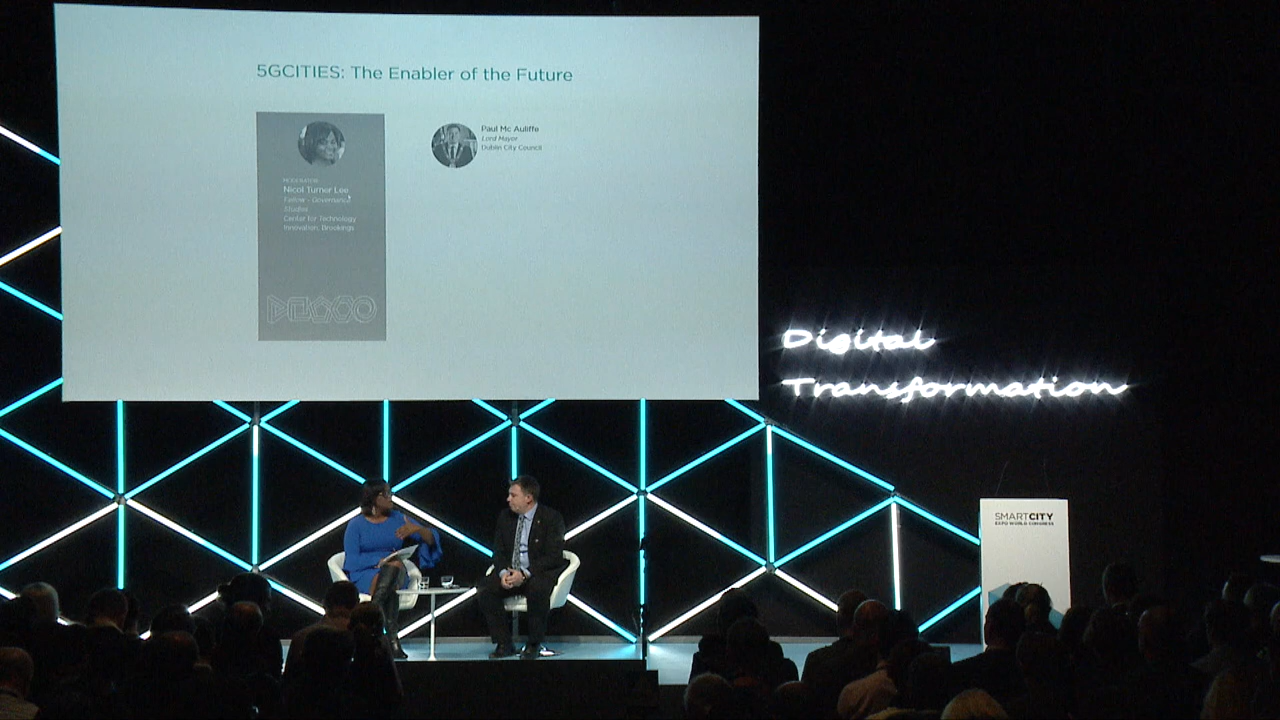 5GCITIES: The Enabler of the Future
MODERATOR
Nicol Turner Lee
Fellow - Governance
Studies
Center for Technology
Innovation, Brookings
Paul Mc Auliffe
Lord Mayor
Dublin City Council
Digital
Transformation
SMARTCITY
EXPO WORLD CONGRESS